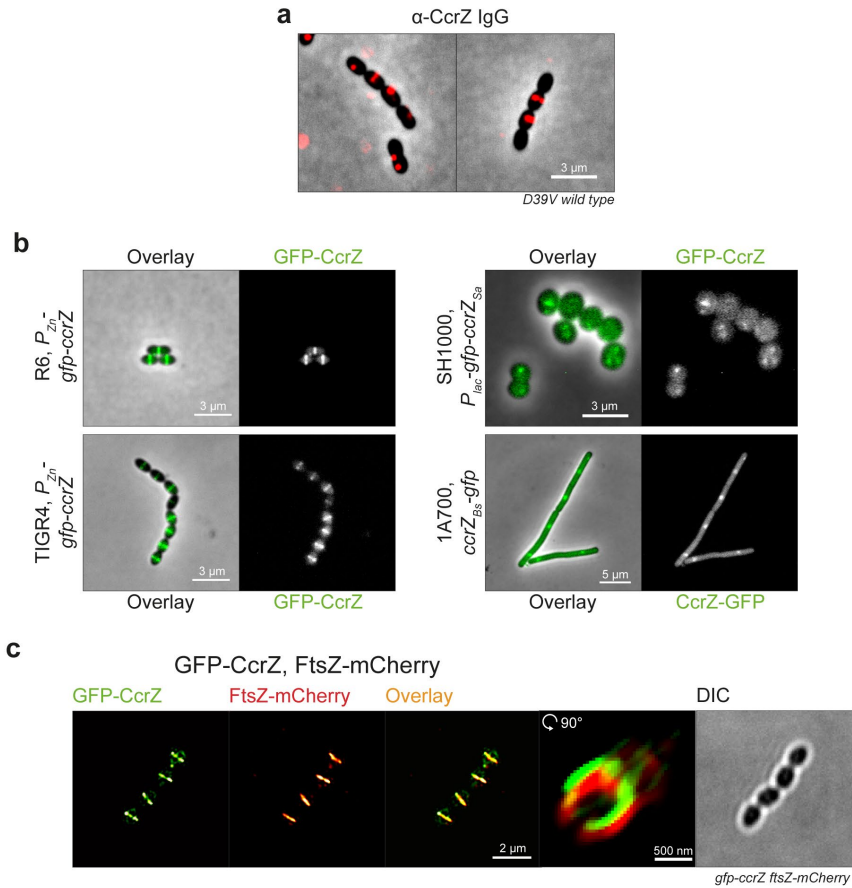 a
α-CcrZ IgG
3 µm
D39V wild type
b
Overlay
GFP-CcrZ
R6, P_Zn-
gfp-ccrZ
3 µm
TIGR4, P_Zn-
gfp-ccrZ
3 µm
Overlay
GFP-CcrZ
Overlay
GFP-CcrZ
SH1000,
P_lac-gfp-ccrZ_Sa
3 µm
1A700,
ccrZ_Bs-gfp
5 µm
Overlay
CcrZ-GFP
c
GFP-CcrZ, FtsZ-mCherry
GFP-CcrZ
FtsZ-mCherry
Overlay
DIC
2 µm
90°
500 nm
gfp-ccrZ ftsZ-mCherry